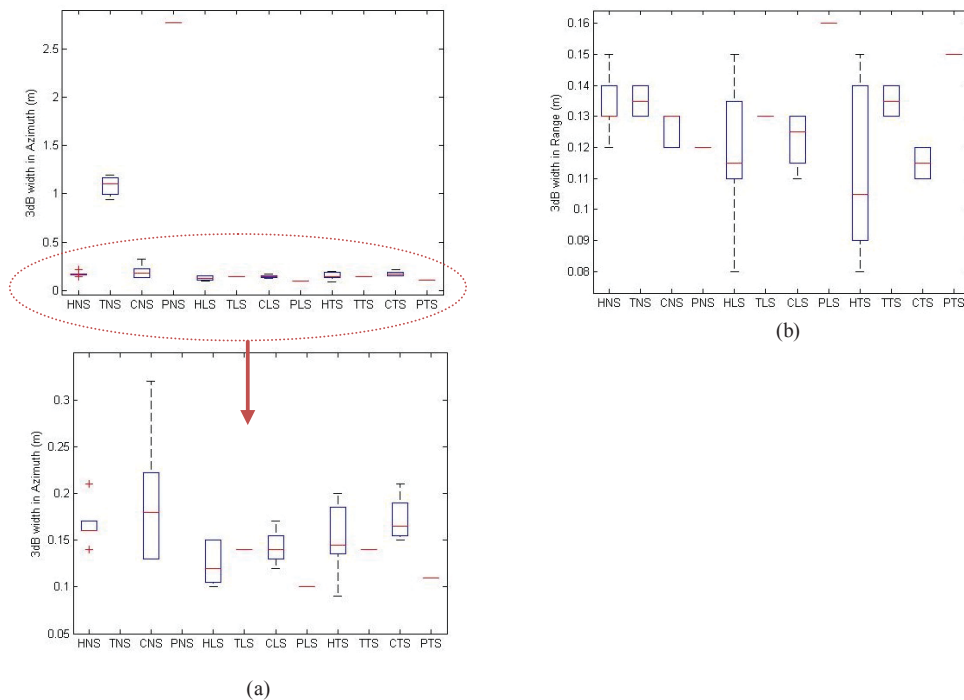 3dB width in Azimuth (m)
2.5
2
1.5
1
0.5
0
HNS TNS CNS PNS HLS TLS CLS PLS HTS TTS CTS PTS
3dB width in Range (m)
0.16
0.15
0.14
0.13
0.12
0.11
0.1
0.09
0.08
HNS TNS CNS PNS HLS TLS CLS PLS HTS TTS CTS PTS
(b)
3dB width in Azimuth (m)
0.3
0.25
0.2
0.15
0.1
0.05
HNS TNS CNS PNS HLS TLS CLS PLS HTS TTS CTS PTS
(a)